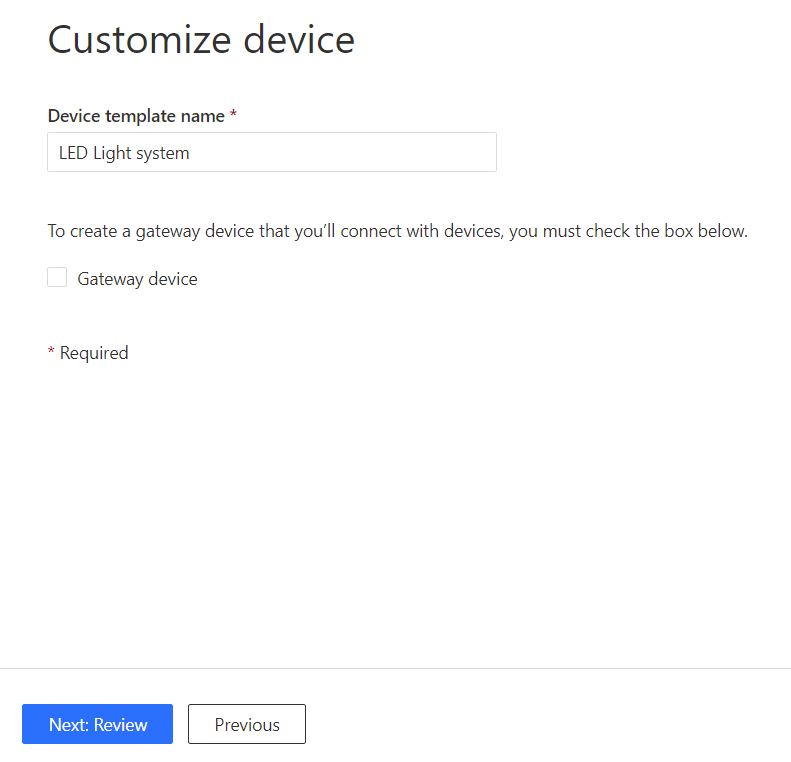 Customize device
Device template name *
LED Light system
To create a gateway device that you’ll connect with devices, you must check the box below.
Gateway device
* Required
Next: Review
Previous